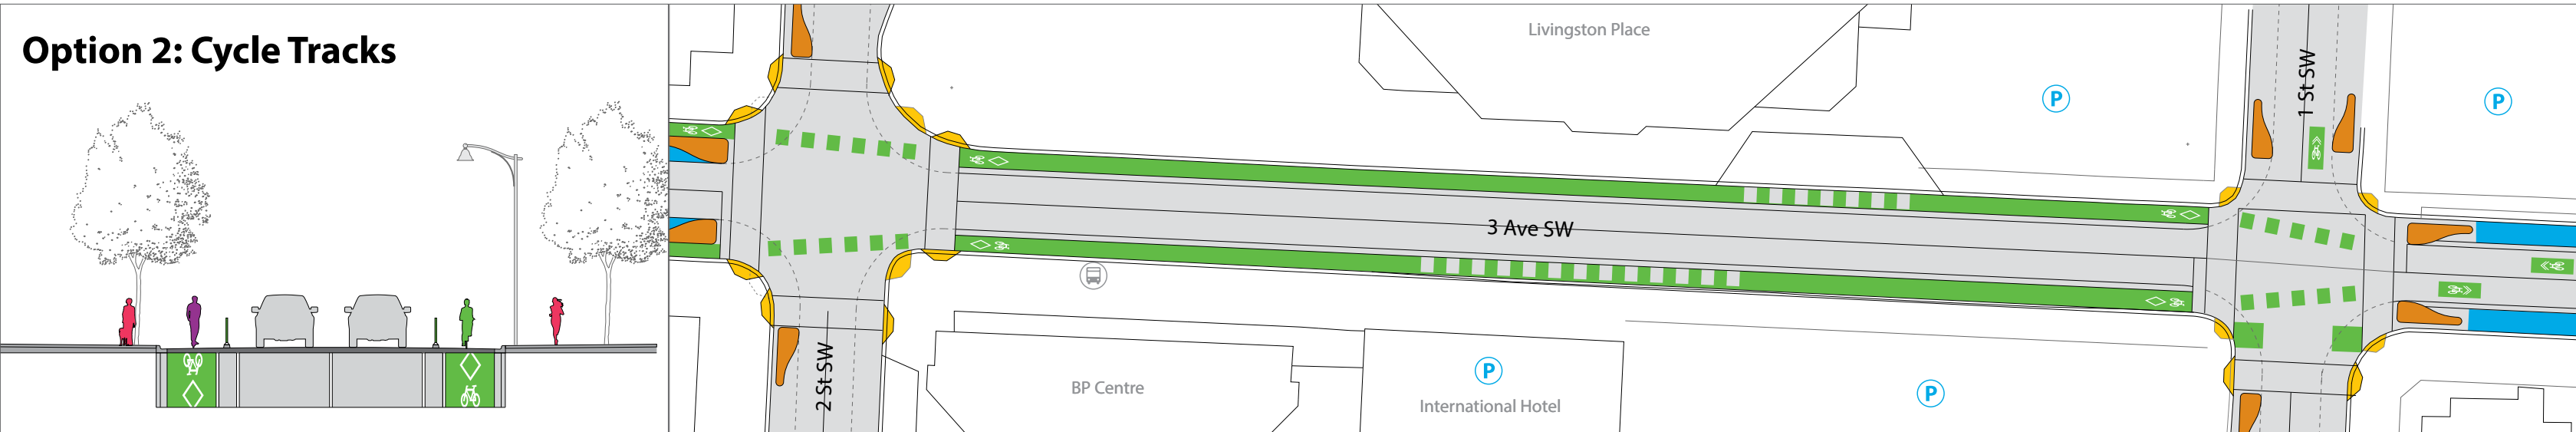 Option 2: Cycle Tracks
Livingston Place
P
P
1 St SW
3 Ave SW
2 St SW
BP Centre
P
International Hotel
P